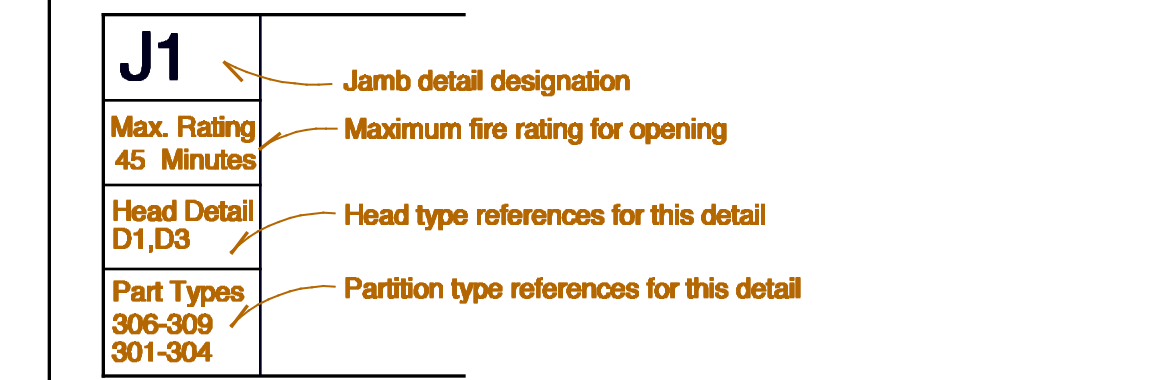 J1
Jamb detail designation
Max. Rating
45 Minutes
Maximum fire rating for opening
Head Detail
D1,D3
Head type references for this detail
Part Types
306-309
301-304
Partition type references for this detail